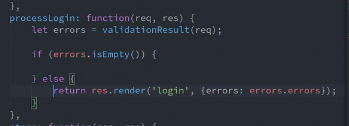 },
processLogin: function(req, res) {
let errors = validationResult(req);
if (errors.isEmpty()) {
} else {
return res.render('login', {errors: errors.errors});
}
},